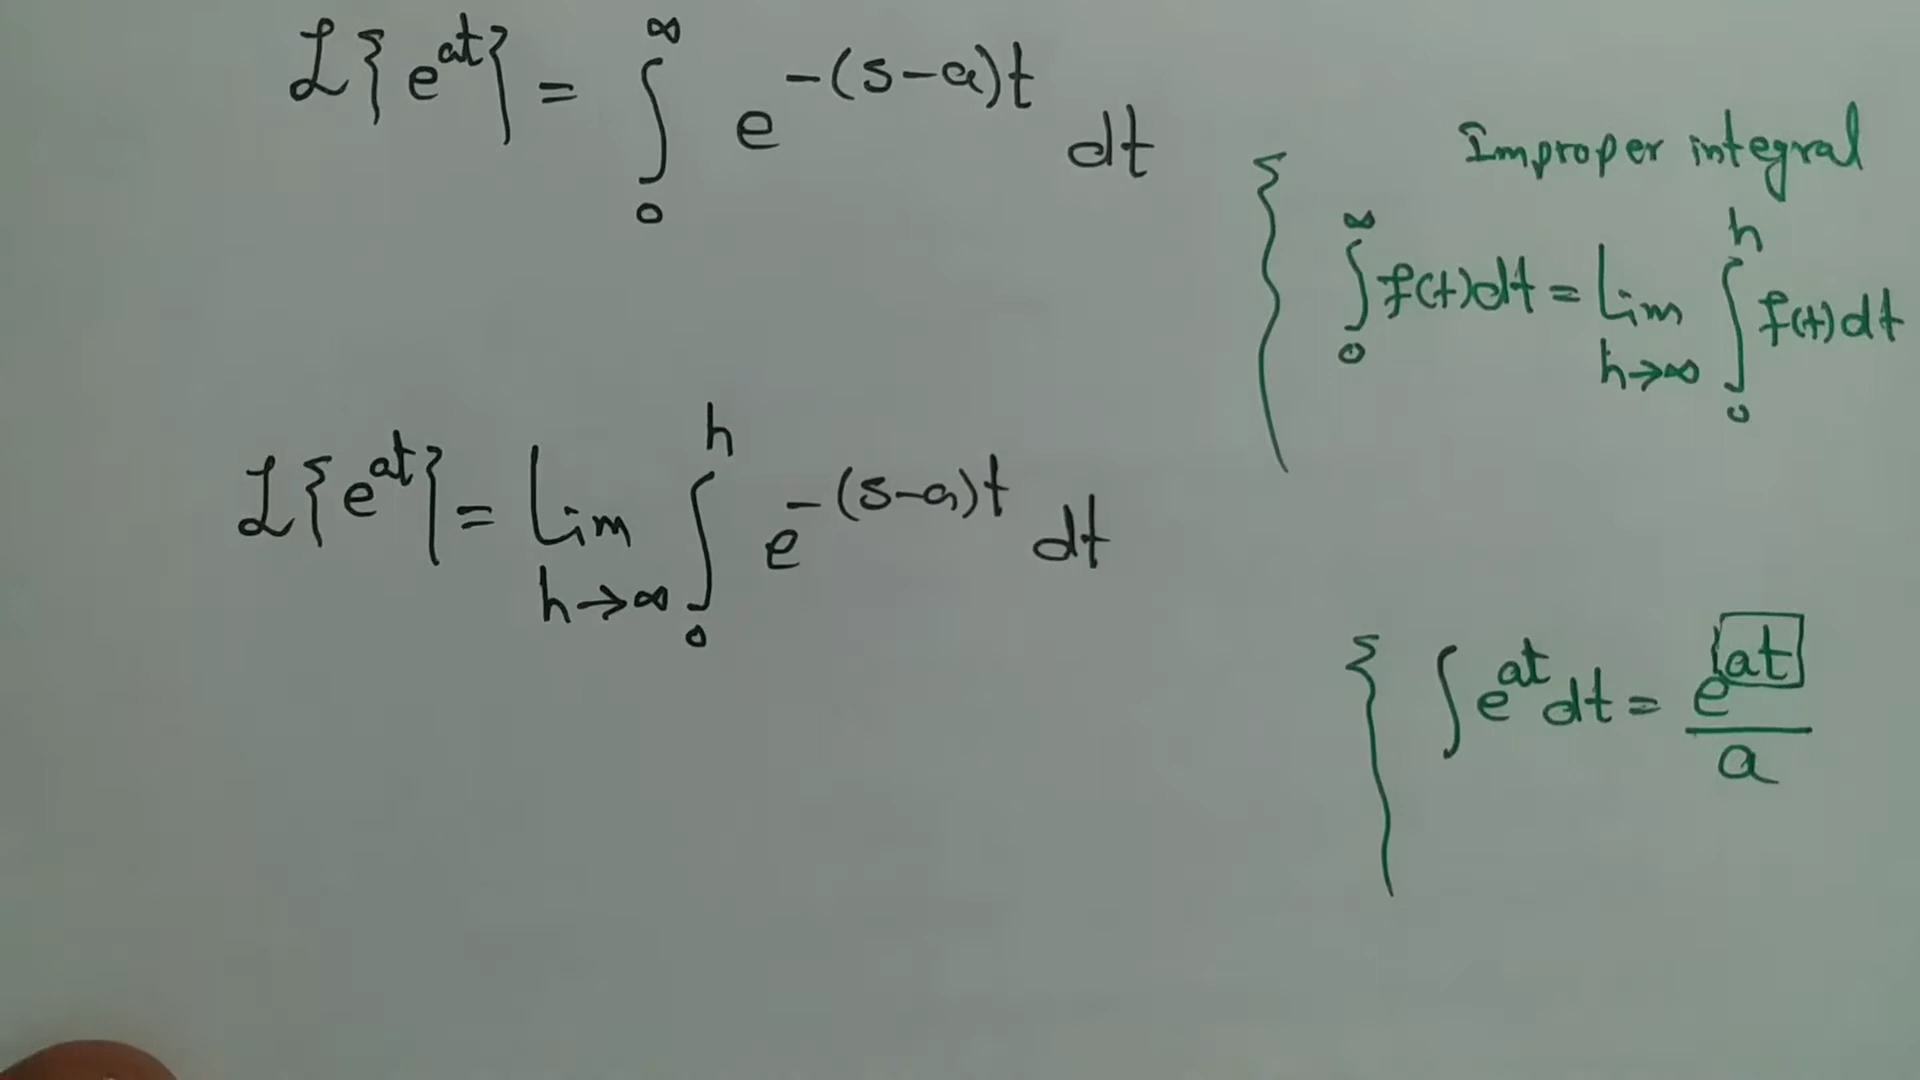 ℒ{e^{at}} = ∫_0^∞ e^{-(s-a)t} dt
Improper integral
∫_0^∞ f(t)dt = Lim_{h→∞} ∫_0^h f(t)dt
ℒ{e^{at}} = Lim_{h→∞} ∫_0^h e^{-(s-a)t} dt
∫ e^{at} dt = e^{at}/a